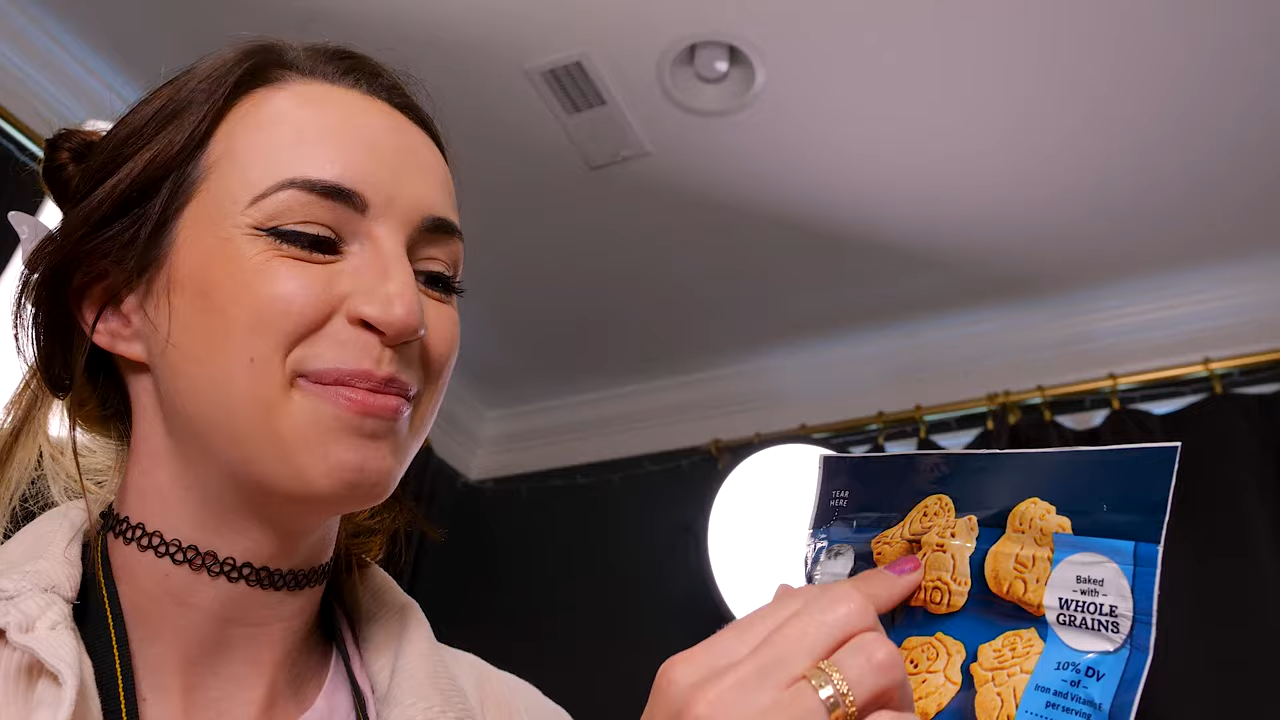 TEAR
HERE
Baked
– with –
WHOLE
GRAINS
10% DV
– of –
Iron and Vitamin E
per serving